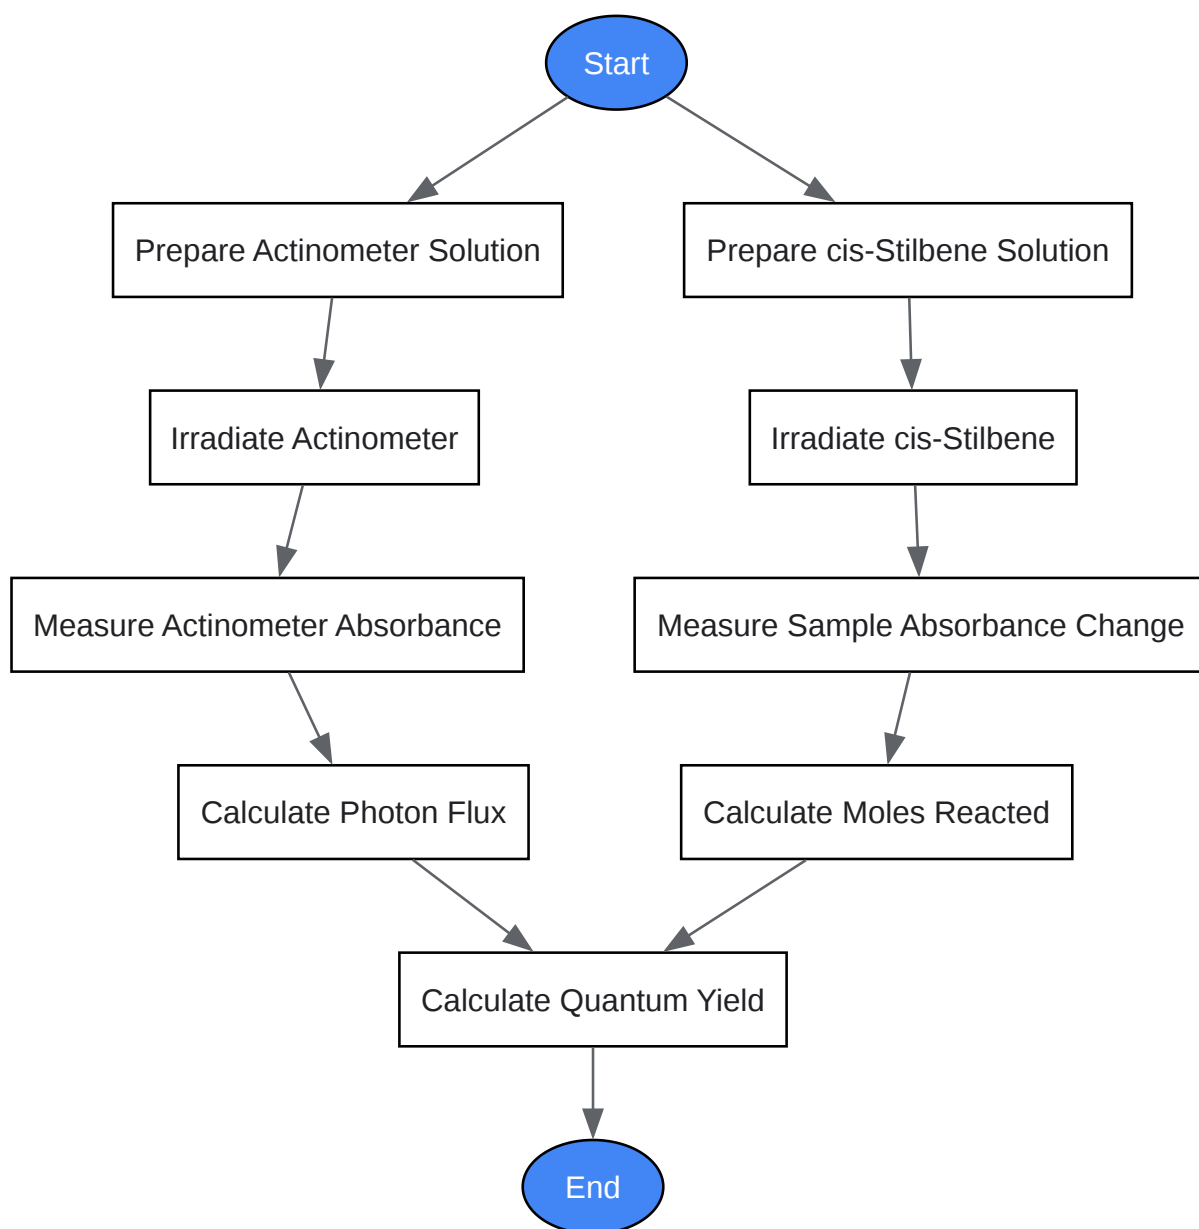 Start
Prepare Actinometer Solution
Prepare cis-Stilbene Solution
Irradiate Actinometer
Irradiate cis-Stilbene
Measure Actinometer Absorbance
Measure Sample Absorbance Change
Calculate Photon Flux
Calculate Moles Reacted
Calculate Quantum Yield
End